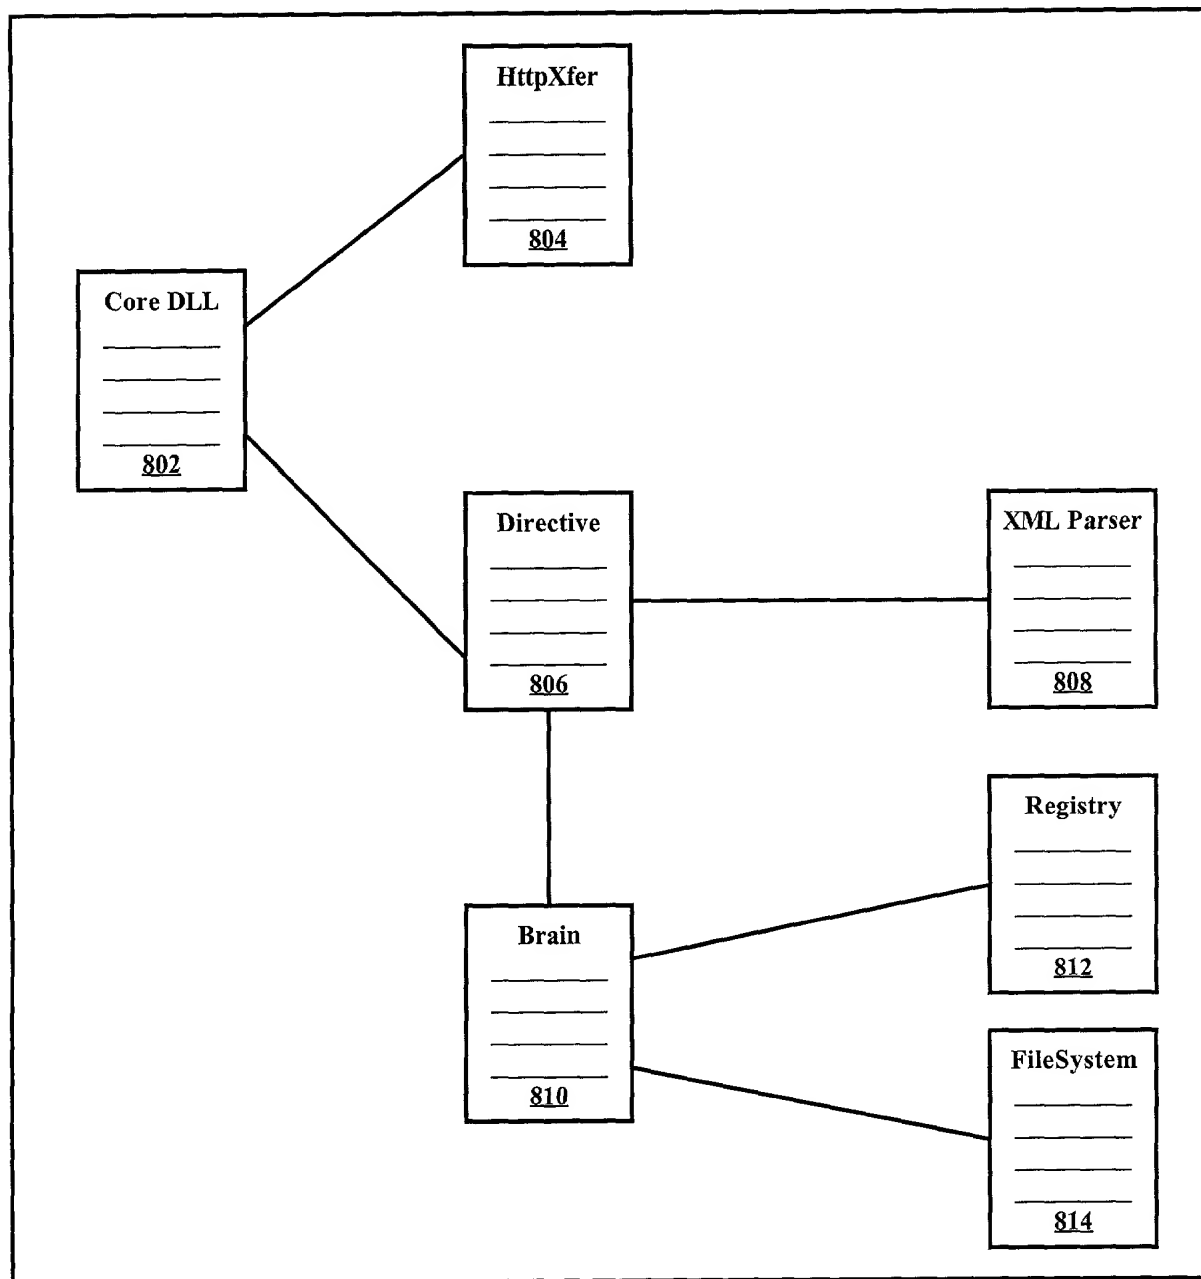 HttpXfer
804
Core DLL
802
Directive
806
XML Parser
808
Registry
812
Brain
810
FileSystem
814